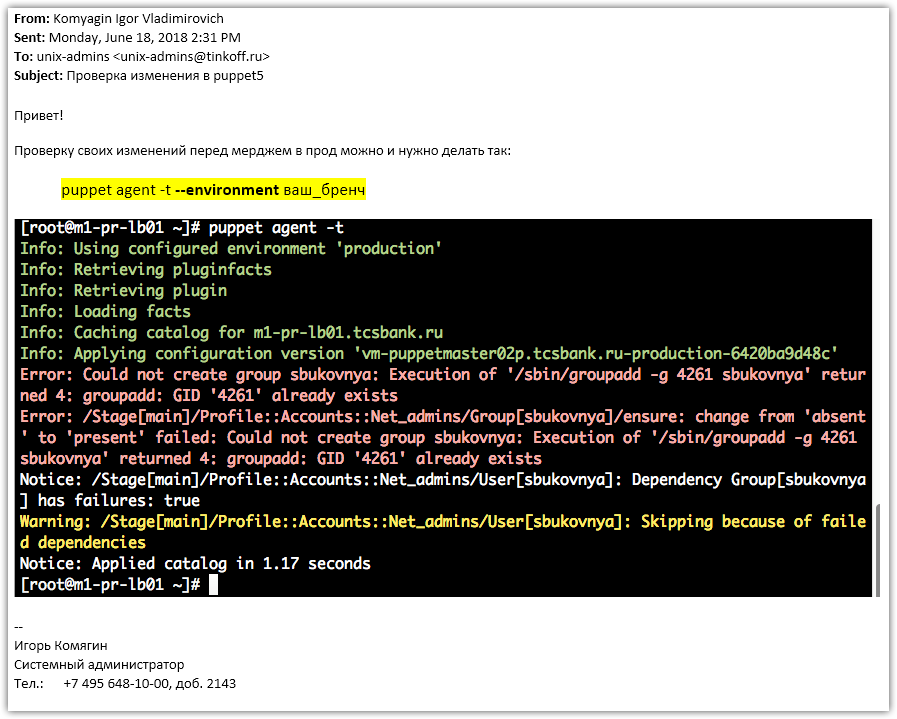 From: Komyagin Igor Vladimirovich
Sent: Monday, June 18, 2018 2:31 PM
To: unix-admins <unix-admins@tinkoff.ru>
Subject: Проверка изменения в puppet5
Привет!
Проверку своих изменений перед мерджем в прод можно и нужно делать так:
puppet agent -t --environment ваш_бренч
[root@m1-pr-lb01 ~]# puppet agent -t
Info: Using configured environment 'production'
Info: Retrieving pluginfacts
Info: Retrieving plugin
Info: Loading facts
Info: Caching catalog for m1-pr-lb01.tcsbank.ru
Info: Applying configuration version 'vm-puppetmaster02p.tcsbank.ru-production-6420ba9d48c'
Error: Could not create group sbukovnya: Execution of '/sbin/groupadd -g 4261 sbukovnya' retur
ned 4: groupadd: GID '4261' already exists
Error: /Stage[main]/Profile::Accounts::Net_admins/Group[sbukovnya]/ensure: change from 'absent
' to 'present' failed: Could not create group sbukovnya: Execution of '/sbin/groupadd -g 4261
sbukovnya' returned 4: groupadd: GID '4261' already exists
Notice: /Stage[main]/Profile::Accounts::Net_admins/User[sbukovnya]: Dependency Group[sbukovnya
] has failures: true
Warning: /Stage[main]/Profile::Accounts::Net_admins/User[sbukovnya]: Skipping because of faile
d dependencies
Notice: Applied catalog in 1.17 seconds
[root@m1-pr-lb01 ~]#
--
Игорь Комягин
Системный администратор
Тел.: +7 495 648-10-00, доб. 2143